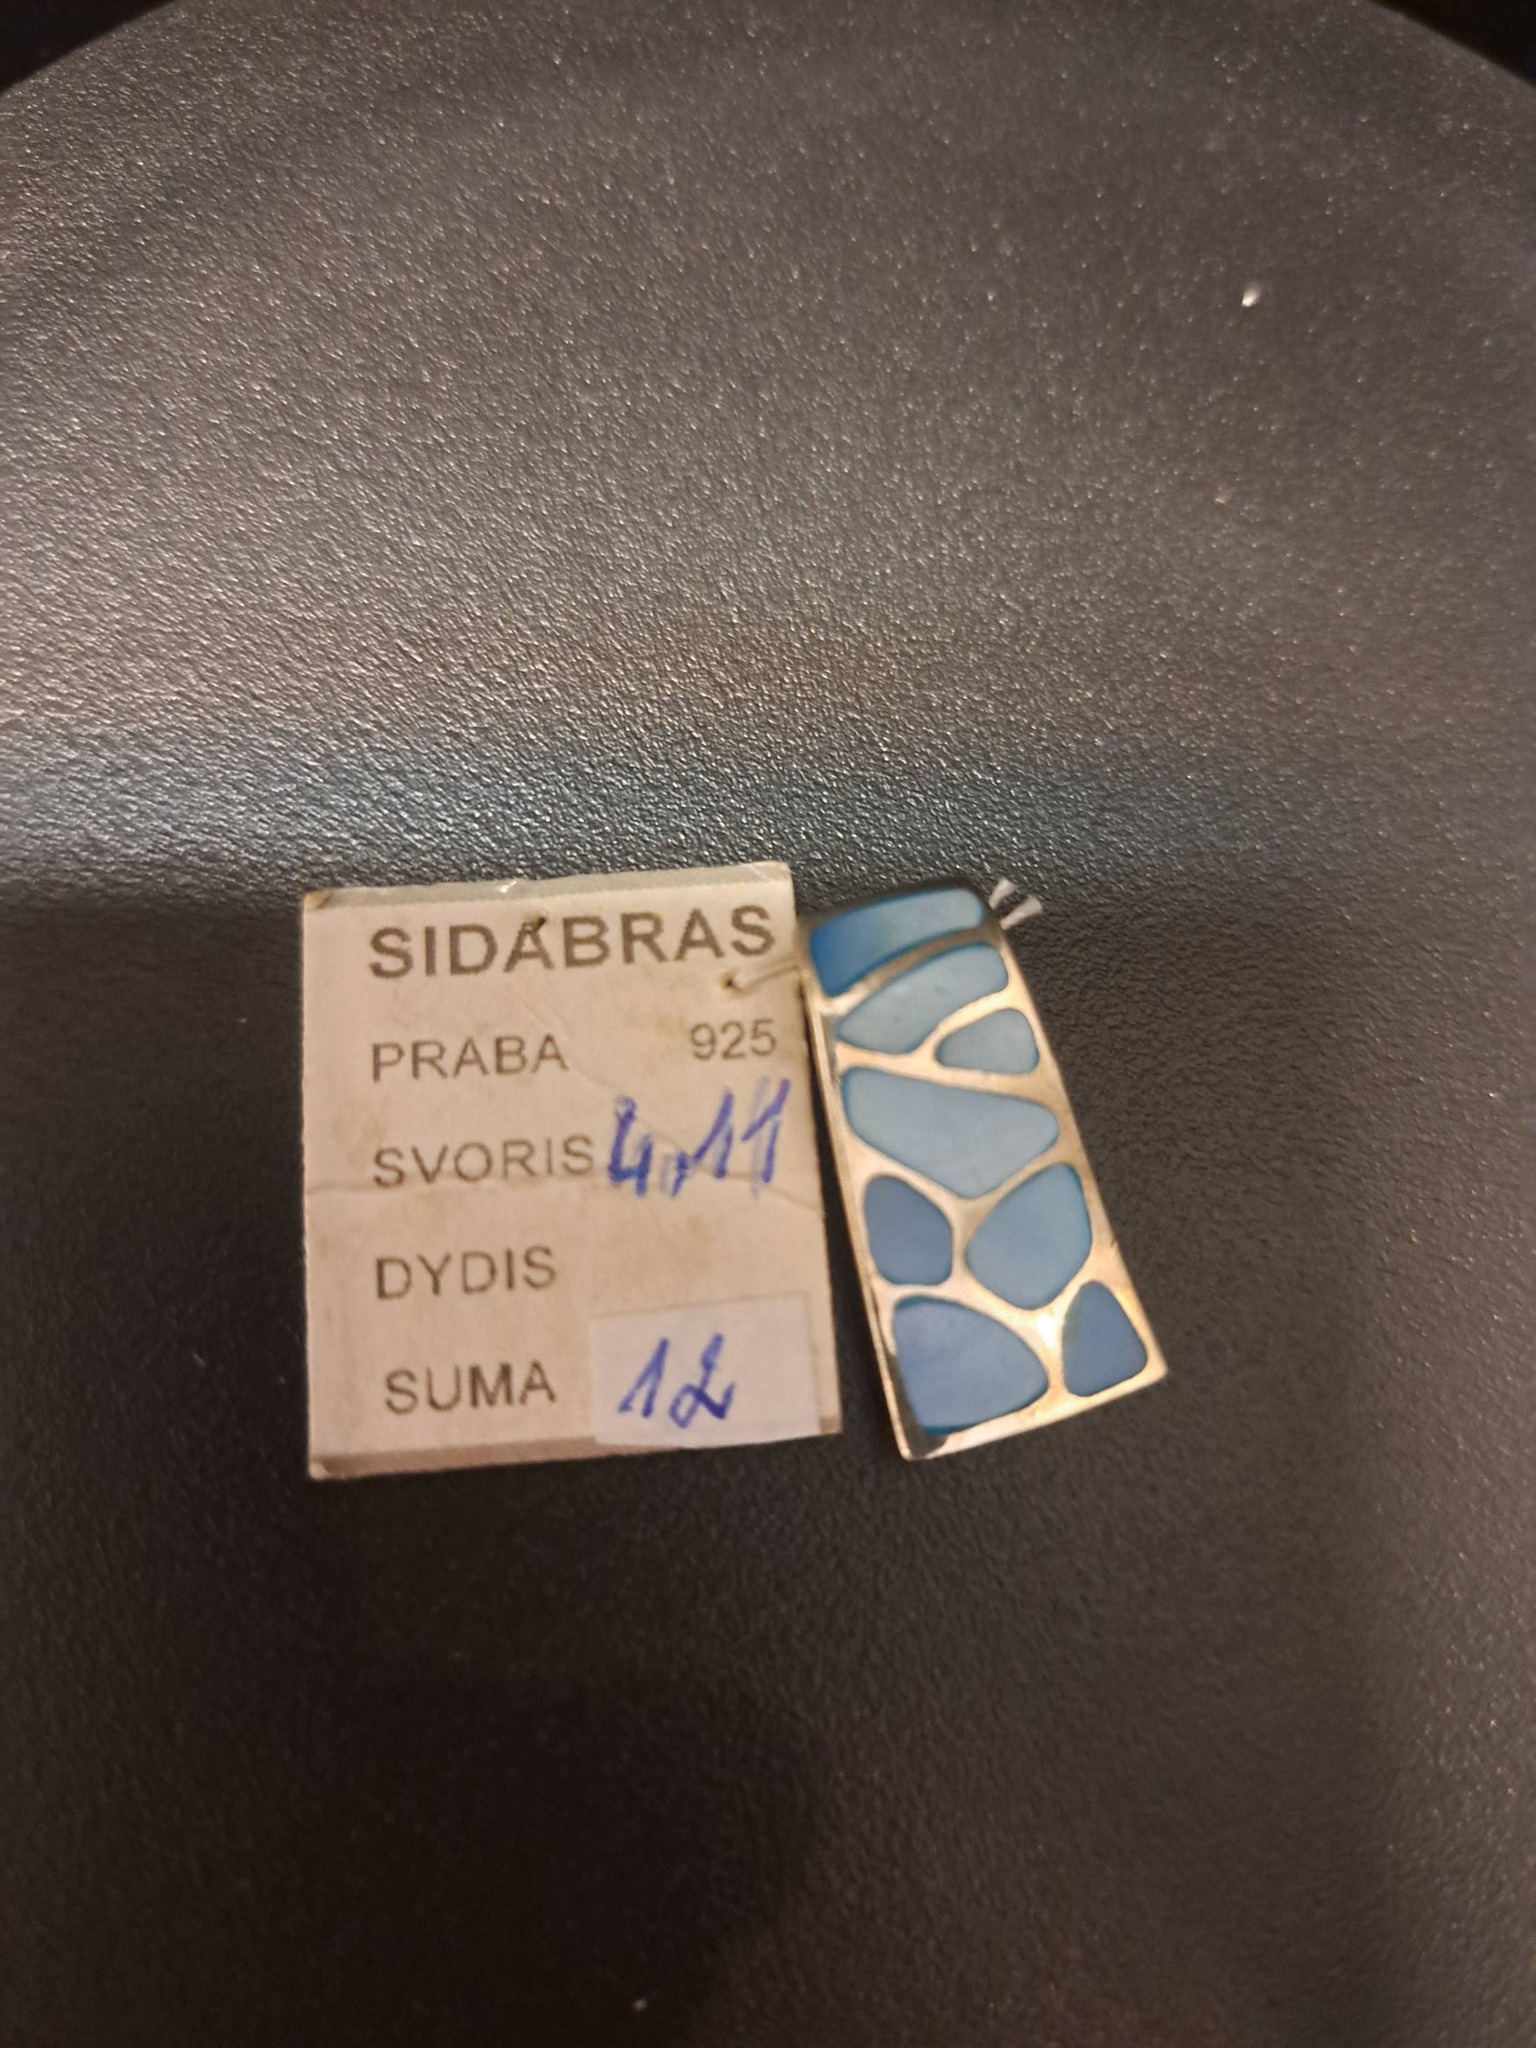 SIDABRAS
PRABA 925
SVORIS 4,11
DYDIS
SUMA 12